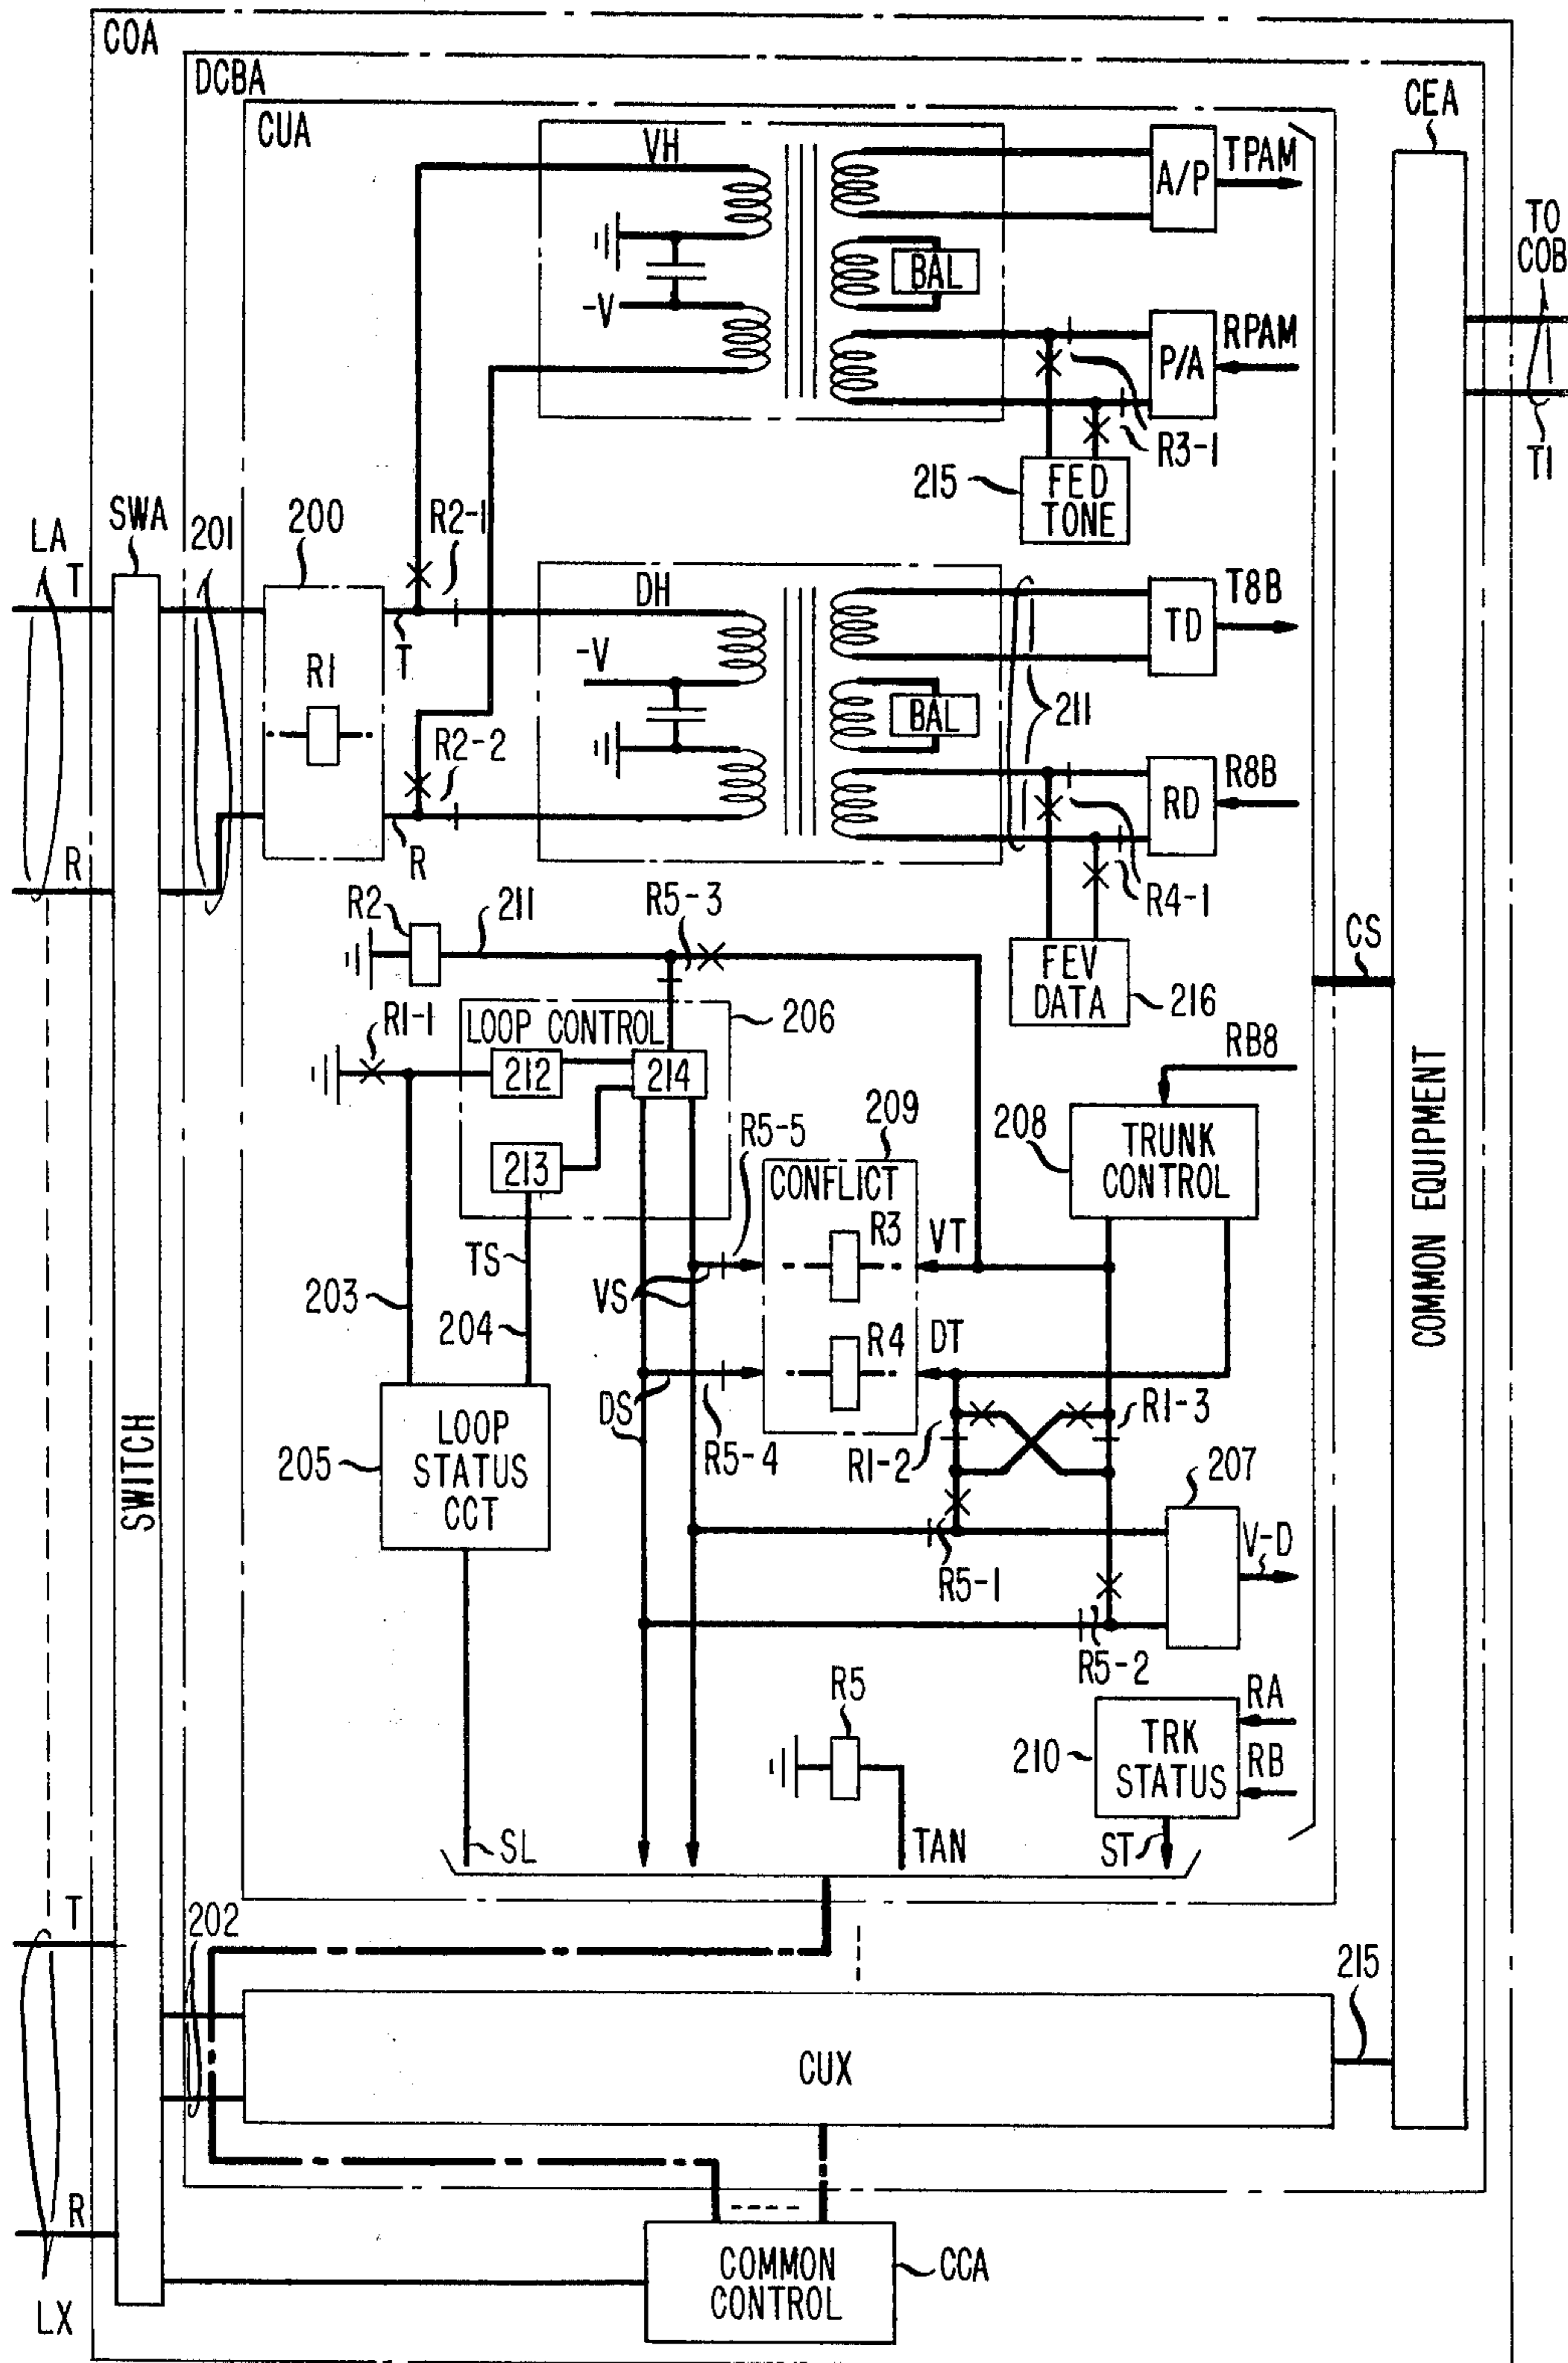 COA
DCBA
CUA
CEA
VH
A/P
TPAM
BAL
-V
P/A
RPAM
R3-1
215
FED
TONE
TO
COB
T1
LA
T
SWA
201
200
R2-1
R1
T
DH
-V
BAL
211
TD
T8B
RD
R8B
R2-2
R
R
R4-1
R2
211
R5-3
FEV
DATA
216
CS
R1-1
LOOP CONTROL
206
212
214
213
RB8
208
TRUNK
CONTROL
209
R5-5
CONFLICT
R3
VT
TS
VS
203
204
R4
DT
DS
R5-4
R1-2
R1-3
205
LOOP
STATUS
CCT
207
V-D
R5-1
R5-2
SWITCH
COMMON EQUIPMENT
R5
RA
210
TRK
STATUS
RB
SL
TAN
ST
T
202
215
CUX
R
LX
COMMON
CONTROL
CCA